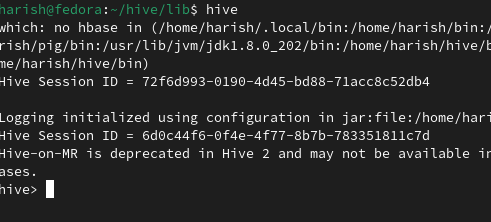 harish@fedora:~/hive/lib$ hive
which: no hbase in (/home/harish/.local/bin:/home/harish/bin:/
rish/pig/bin:/usr/lib/jvm/jdk1.8.0_202/bin:/home/harish/hive/b
me/harish/hive/bin)
Hive Session ID = 72f6d993-0190-4d45-bd88-71acc8c52db4
Logging initialized using configuration in jar:file:/home/hari
Hive Session ID = 6d0c44f6-0f4e-4f77-8b7b-783351811c7d
Hive-on-MR is deprecated in Hive 2 and may not be available in
ases.
hive>